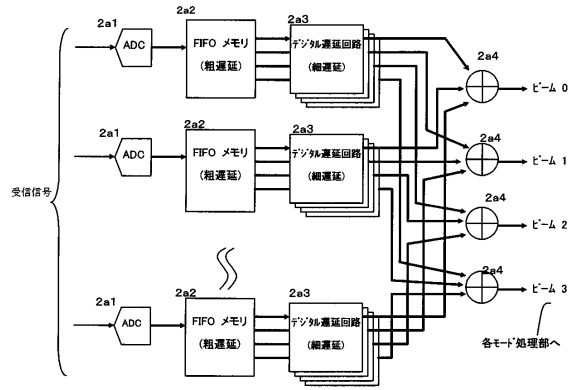 2a1
ADC
2a2
FIFO メモリ
(粗遅延)
2a3
デジタル遅延回路
(細遅延)
2a4
ビーム 0
2a1
ADC
2a2
FIFO メモリ
(粗遅延)
2a3
デジタル遅延回路
(細遅延)
2a4
ビーム 1
受信信号
2a4
ビーム 2
2a4
ビーム 3
2a1
ADC
2a2
FIFO メモリ
(粗遅延)
2a3
デジタル遅延回路
(細遅延)
各モード処理部へ